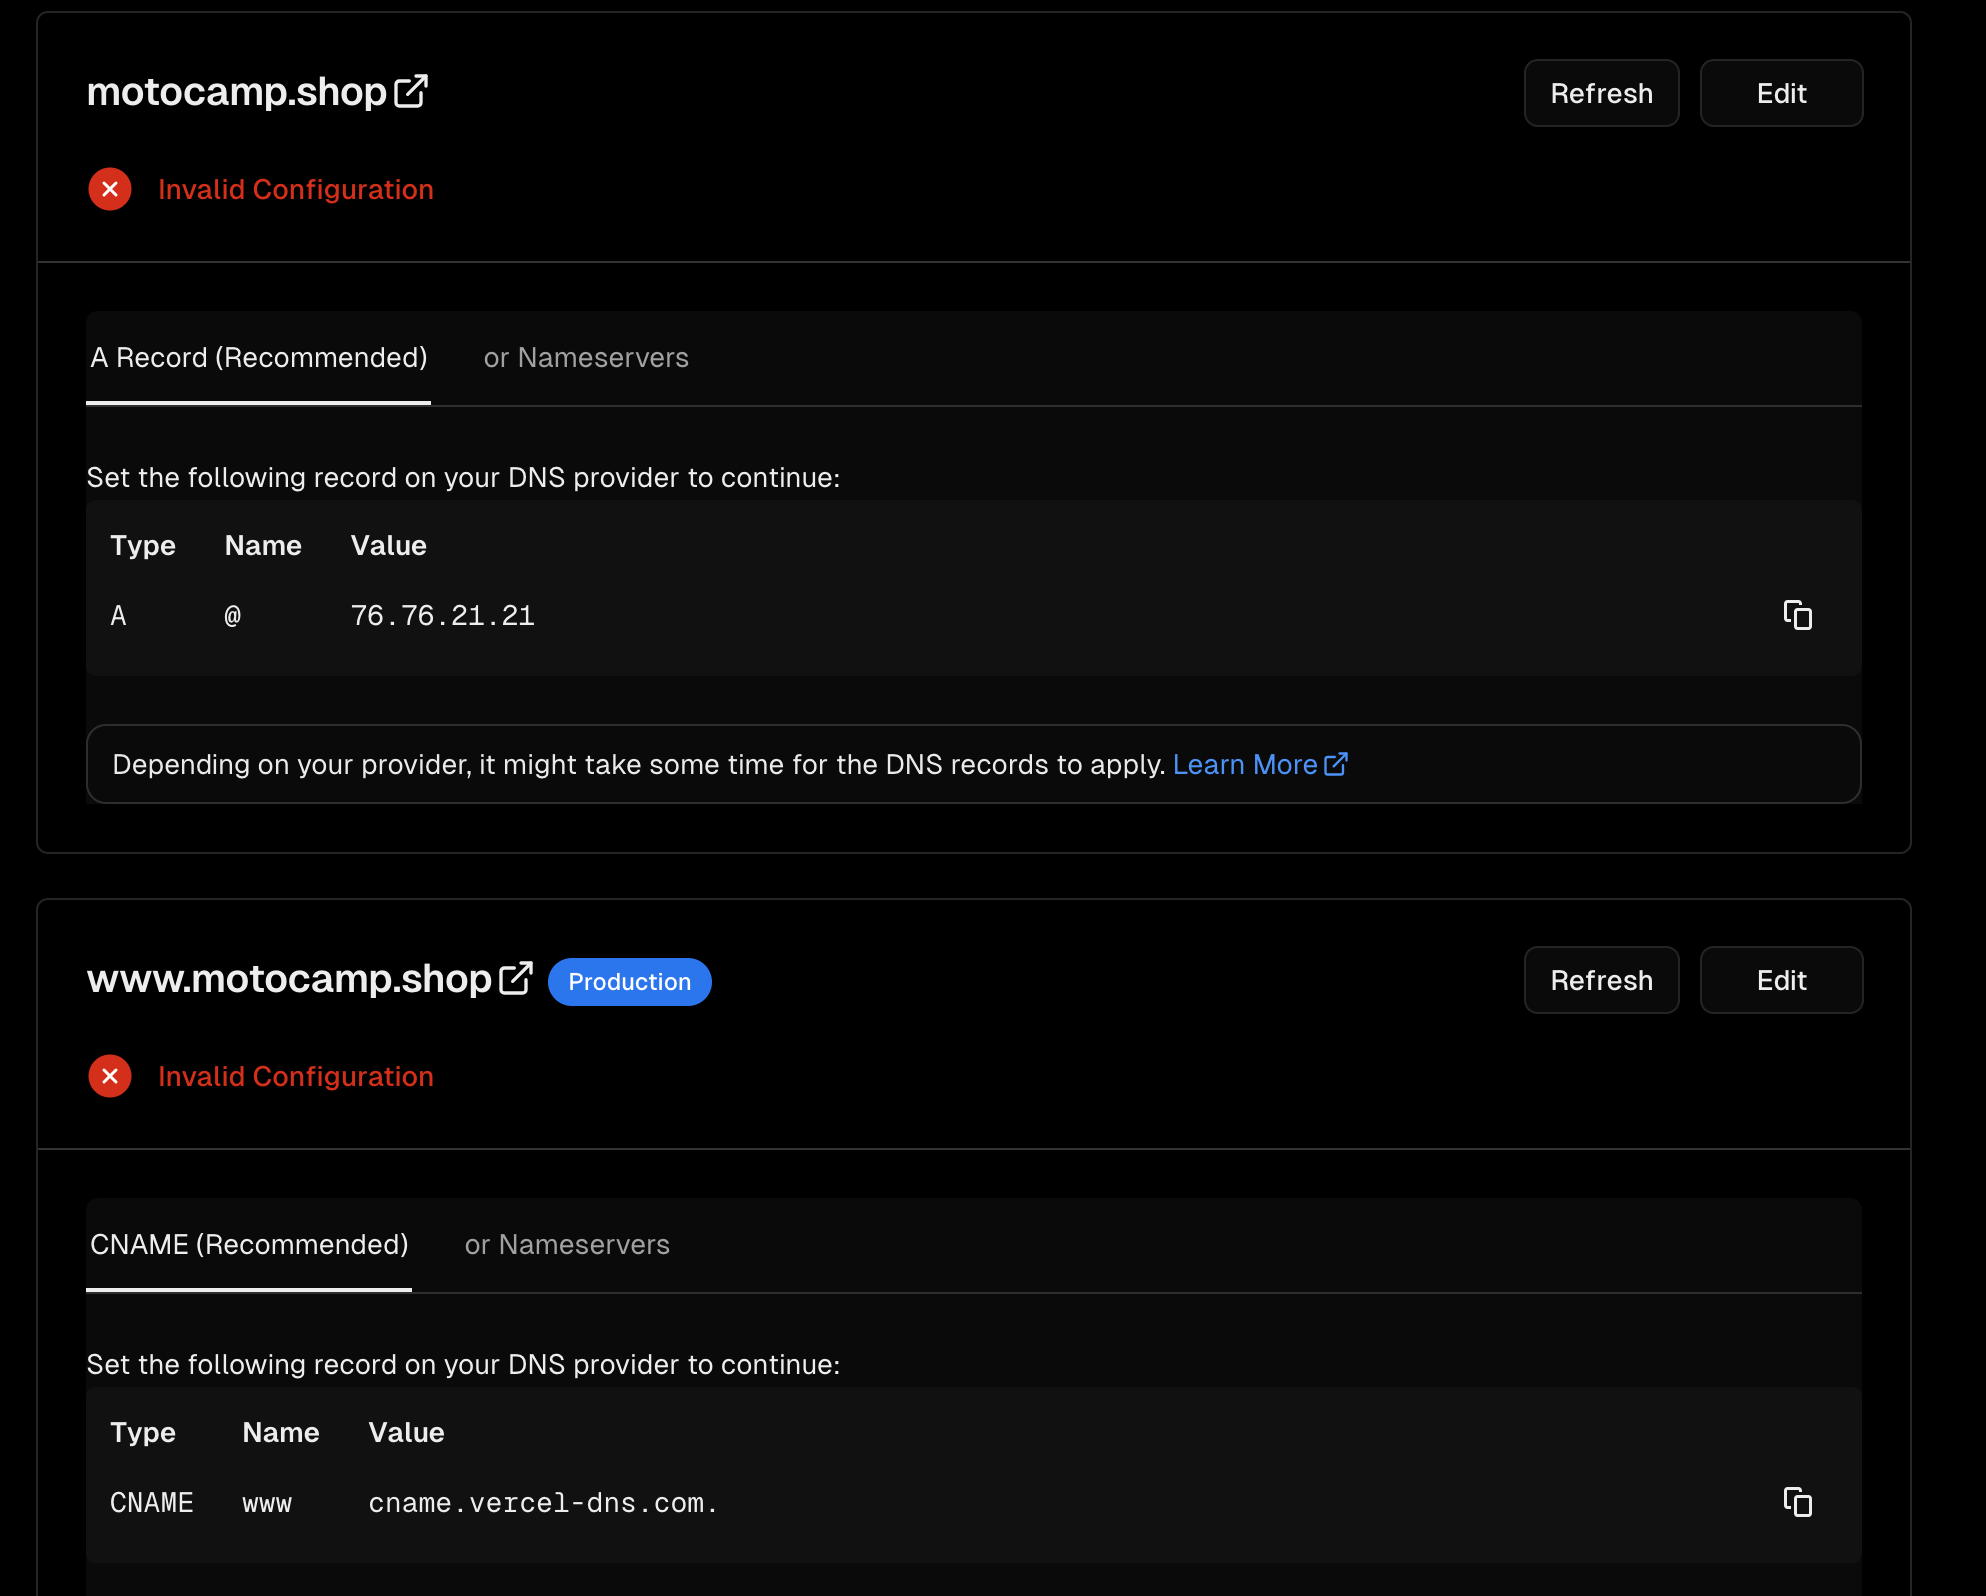 motocamp.shop
Refresh
Edit
Invalid Configuration
A Record (Recommended)
or Nameservers
Set the following record on your DNS provider to continue:
Type Name Value
A @ 76.76.21.21
Depending on your provider, it might take some time for the DNS records to apply. Learn More
www.motocamp.shop
Production
Refresh
Edit
Invalid Configuration
CNAME (Recommended)
or Nameservers
Set the following record on your DNS provider to continue:
Type Name Value
CNAME www cname.vercel-dns.com.